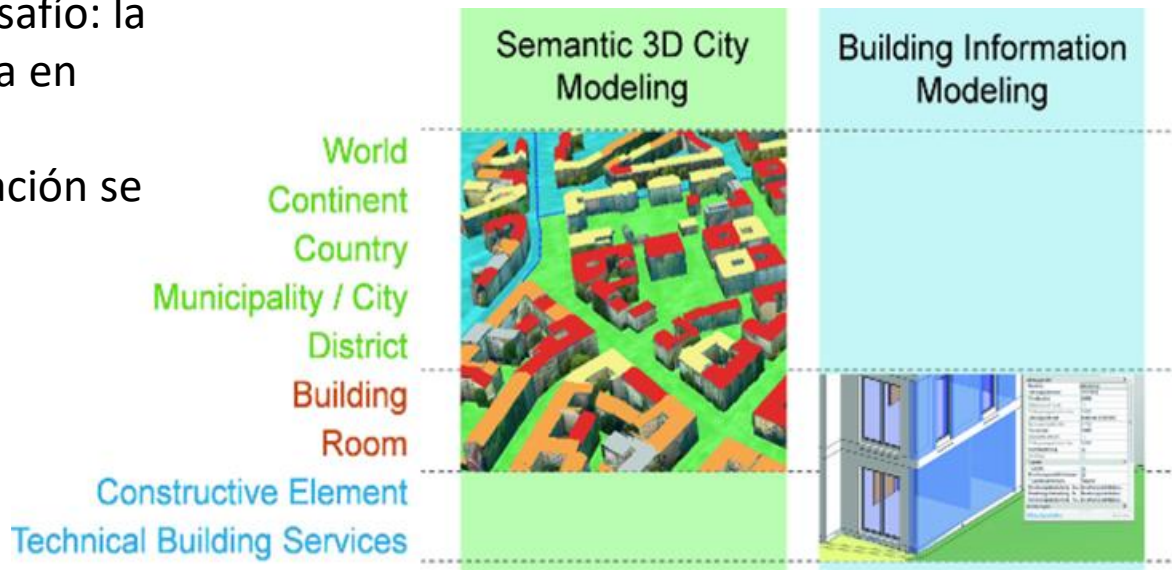 safío: la
a en
ación se
Semantic 3D City
Modeling
Building Information
Modeling
World
Continent
Country
Municipality / City
District
Building
Room
Constructive Element
Technical Building Services